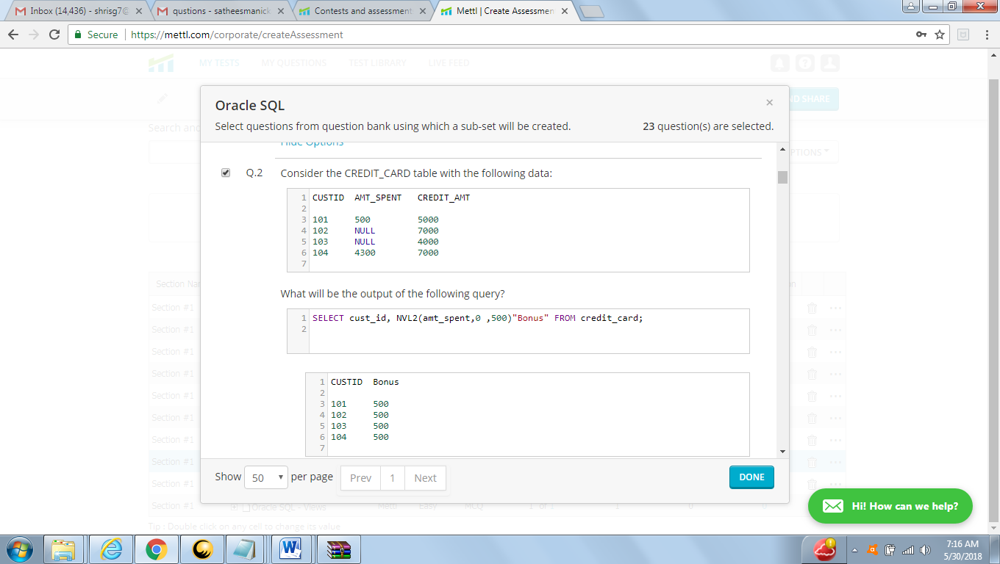 Inbox (14,436) - shrisg7@
qustions - satheesmanick
Contests and assessment
Mettl | Create Assessmen
Secure
https://mettl.com/corporate/createAssessment
MY TESTS MY QUESTIONS TEST LIBRARY LIVE FEED
ND SHARE
Oracle SQL
×
Select questions from question bank using which a sub-set will be created.
23 question(s) are selected.
Search and
Hide Options
PTIONS
Q.2 Consider the CREDIT_CARD table with the following data:
1 CUSTID AMT_SPENT CREDIT_AMT
2
3 101 500 5000
4 102 NULL 7000
5 103 NULL 4000
6 104 4300 7000
7
Section Nam
What will be the output of the following query?
1 SELECT cust_id, NVL2(amt_spent,0 ,500)"Bonus" FROM credit_card;
2
1 CUSTID Bonus
2
3 101 500
4 102 500
5 103 500
6 104 500
7
Section #1
Section #1
Section #1
Section #1
Section #1
Section #1
Section #1
Section #1
Section #1
Section #1
Show 50 per page Prev 1 Next
DONE
Oracle SQL - Views Mettl Easy MCQ 1 of 1 1 0 0
Hi! How can we help?
Tip : Double click on any cell to change its value
7:16 AM
5/30/2018